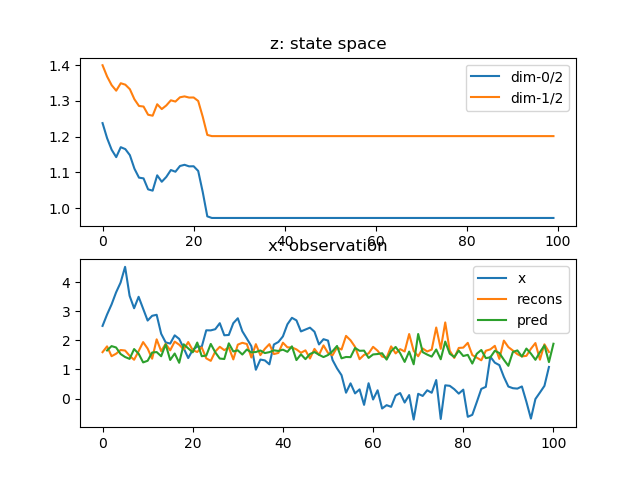 z: state space
1.4
1.3
1.2
1.1
1.0
dim-0/2
dim-1/2
0 20 40 60 80 100
x: observation
4
3
2
1
0
x
recons
pred
0 20 40 60 80 100